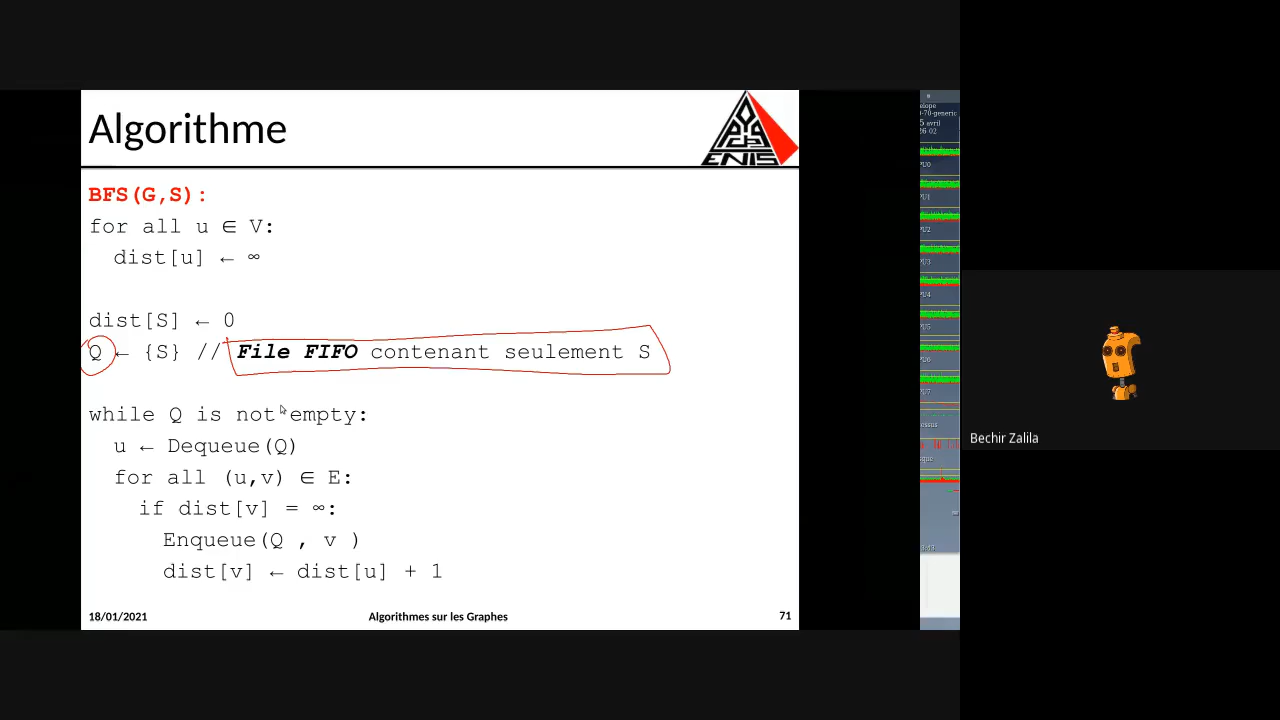 Algorithme
ENIS
BFS(G,S):
for all u ∈ V:
dist[u] ← ∞
dist[S] ← 0
Q ← {S} // File FIFO contenant seulement S
while Q is not empty:
u ← Dequeue(Q)
for all (u,v) ∈ E:
if dist[v] = ∞:
Enqueue(Q , v )
dist[v] ← dist[u] + 1
18/01/2021
Algorithmes sur les Graphes
71
Bechir Zalila